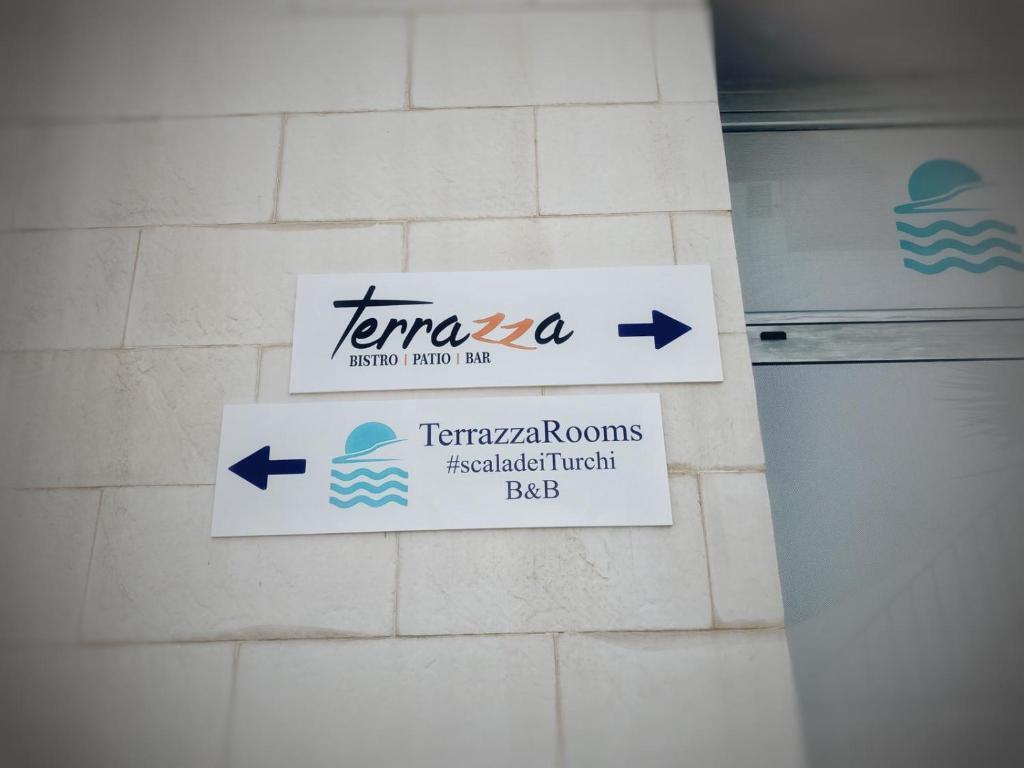 Terrazza
BISTRO | PATIO | BAR
TerrazzaRooms
#scaladeiTurchi
B&B